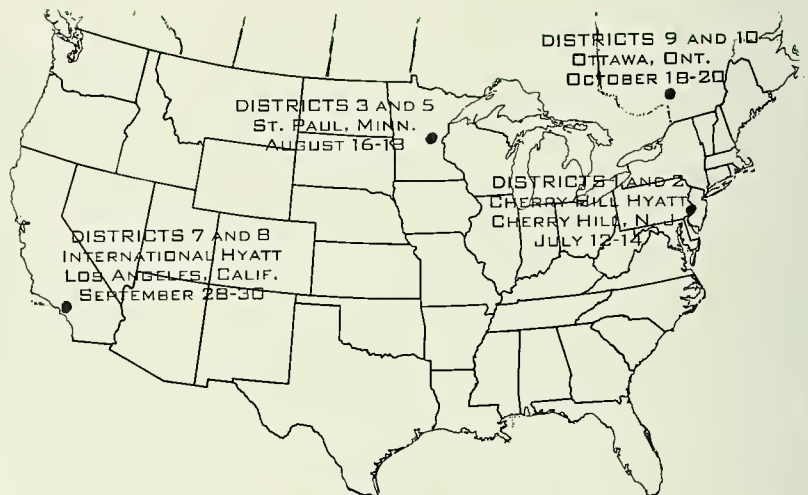 DISTRICTS 9 AND 10
OTTAWA, ONT.
OCTOBER 18-20
DISTRICTS 3 AND 5
ST. PAUL, MINN.
AUGUST 16-18
DISTRICTS 1 AND 2
CHERRY HILL HYATT
CHERRY HILL, N. J.
JULY 12-14
DISTRICTS 7 AND 8
INTERNATIONAL HYATT
LOS ANGELES, CALIF.
SEPTEMBER 28-30